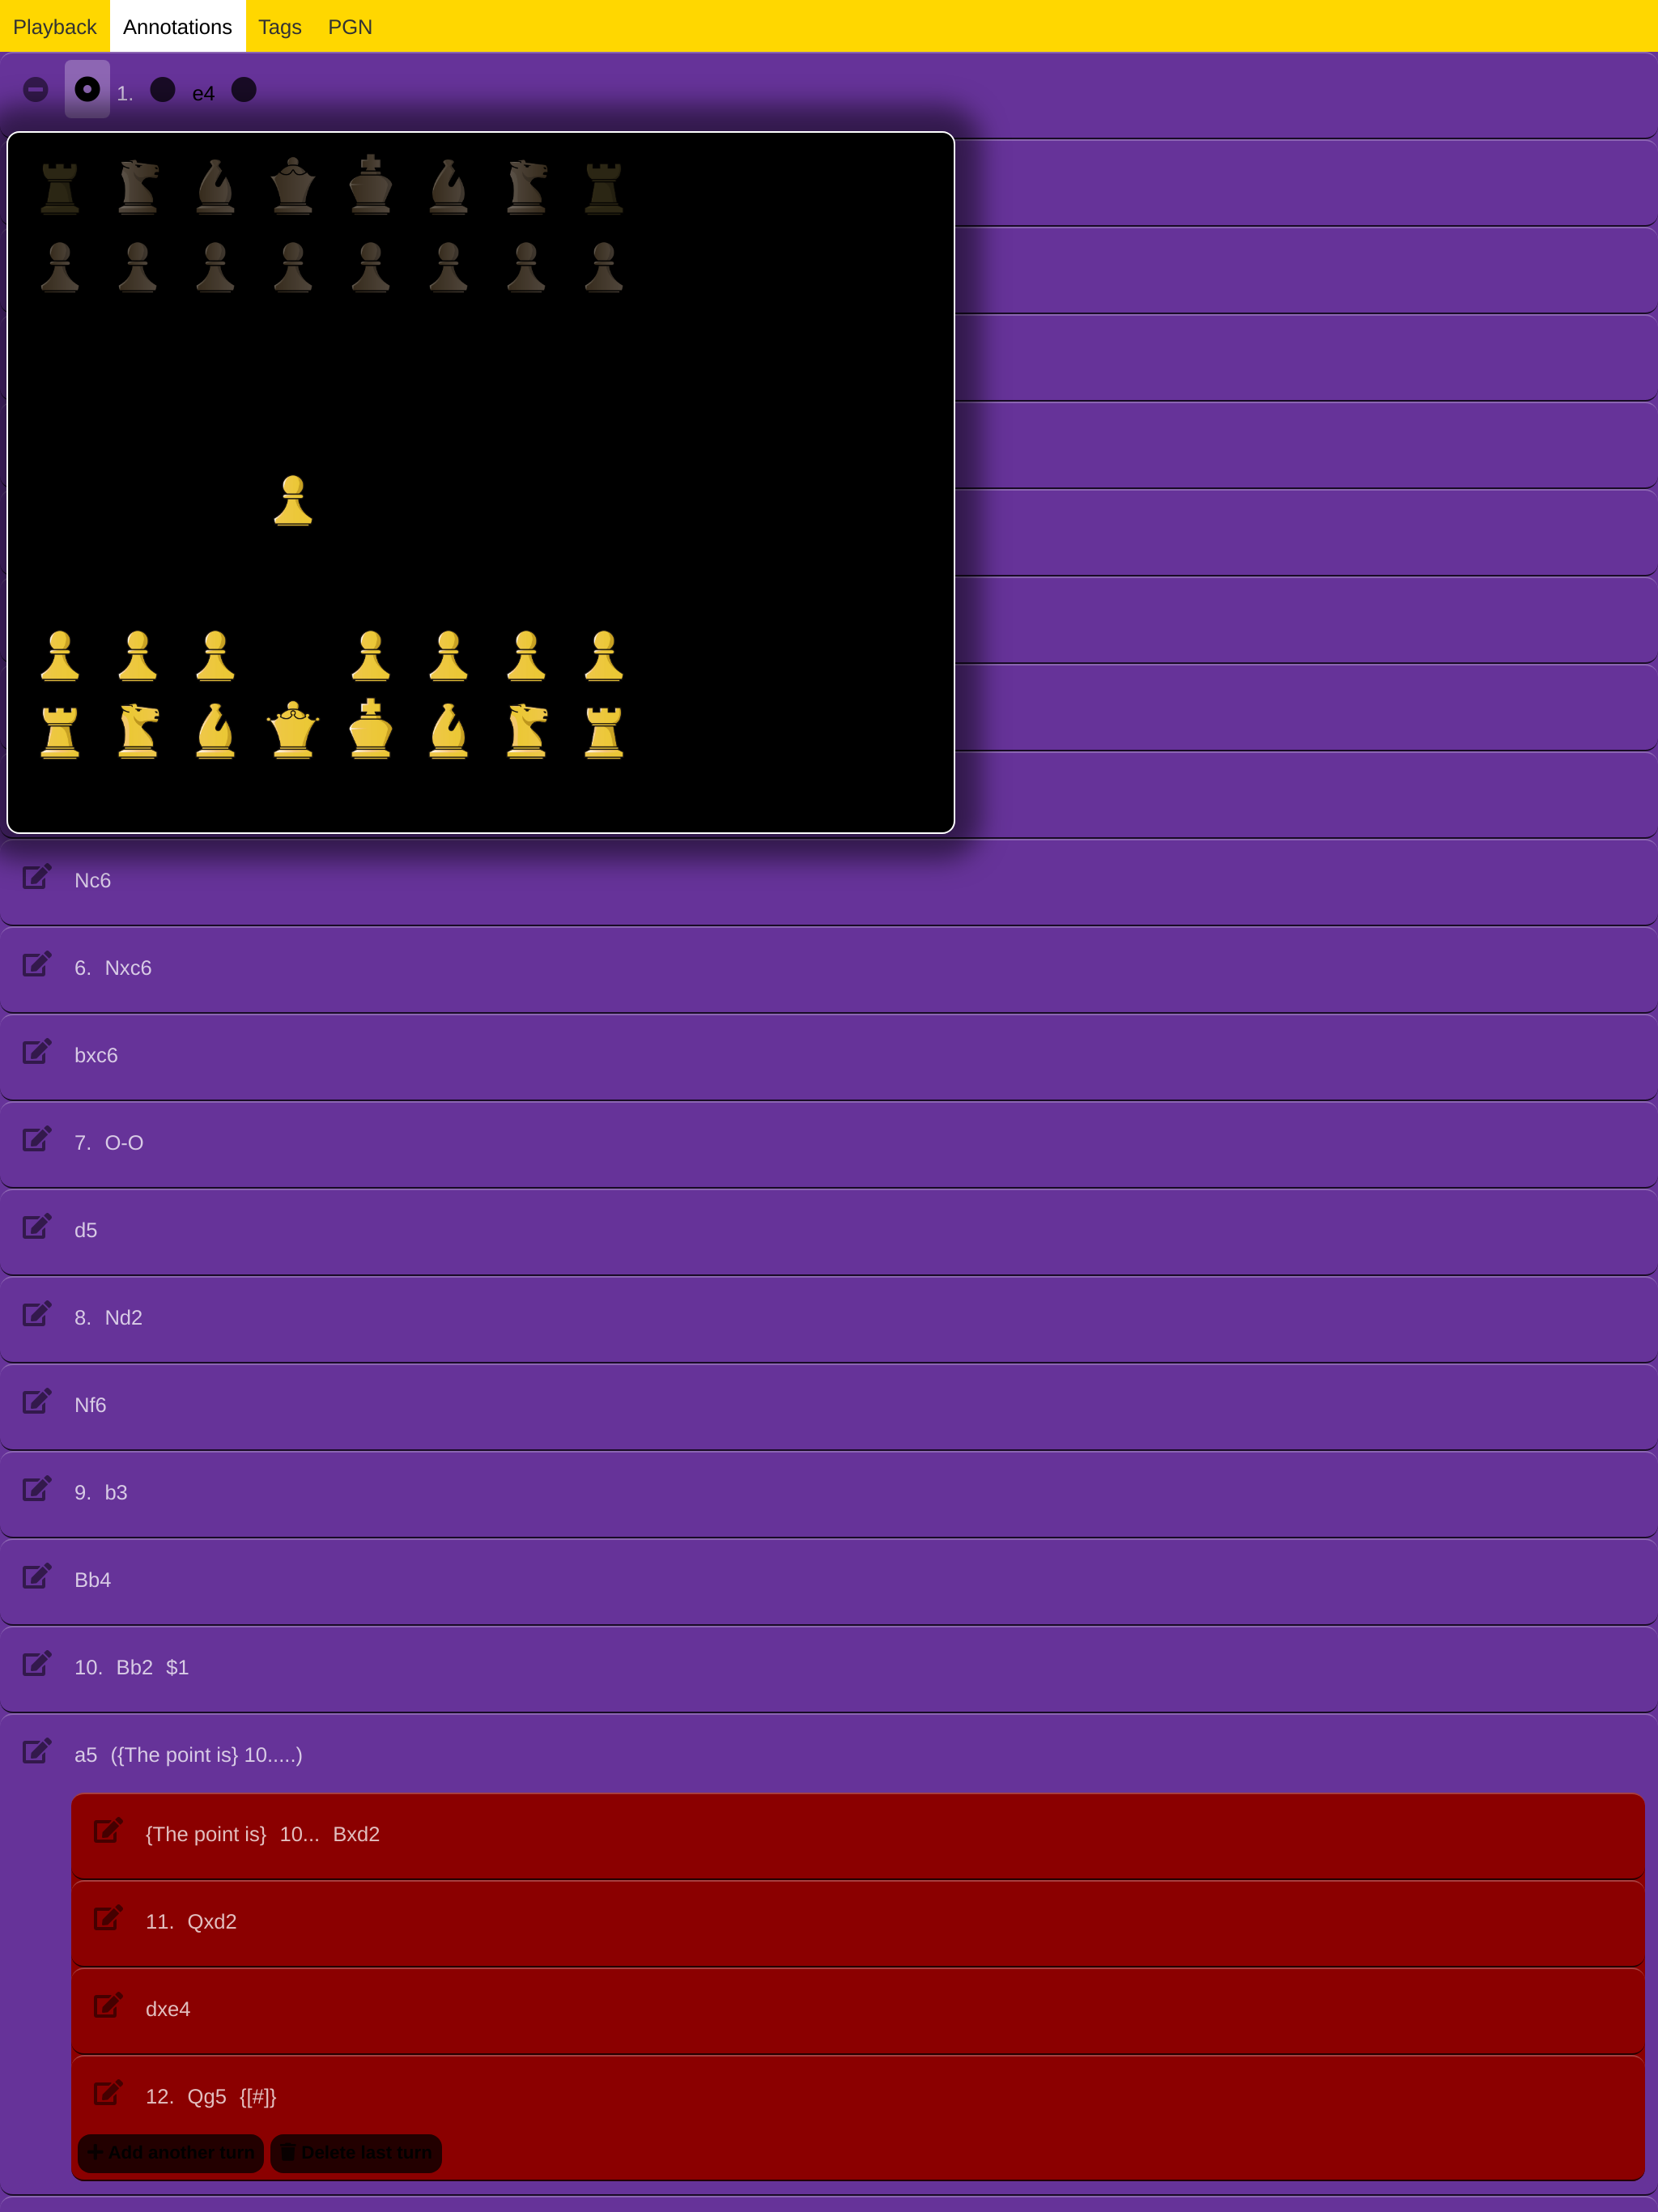 Playback Annotations Tags PGN
1. e4
Nc6
6. Nxc6
bxc6
7. O-O
d5
8. Nd2
Nf6
9. b3
Bb4
10. Bb2 $1
a5 ({The point is} 10.....)
{The point is} 10... Bxd2
11. Qxd2
dxe4
12. Qg5 {[#]}
Add another turn Delete last turn